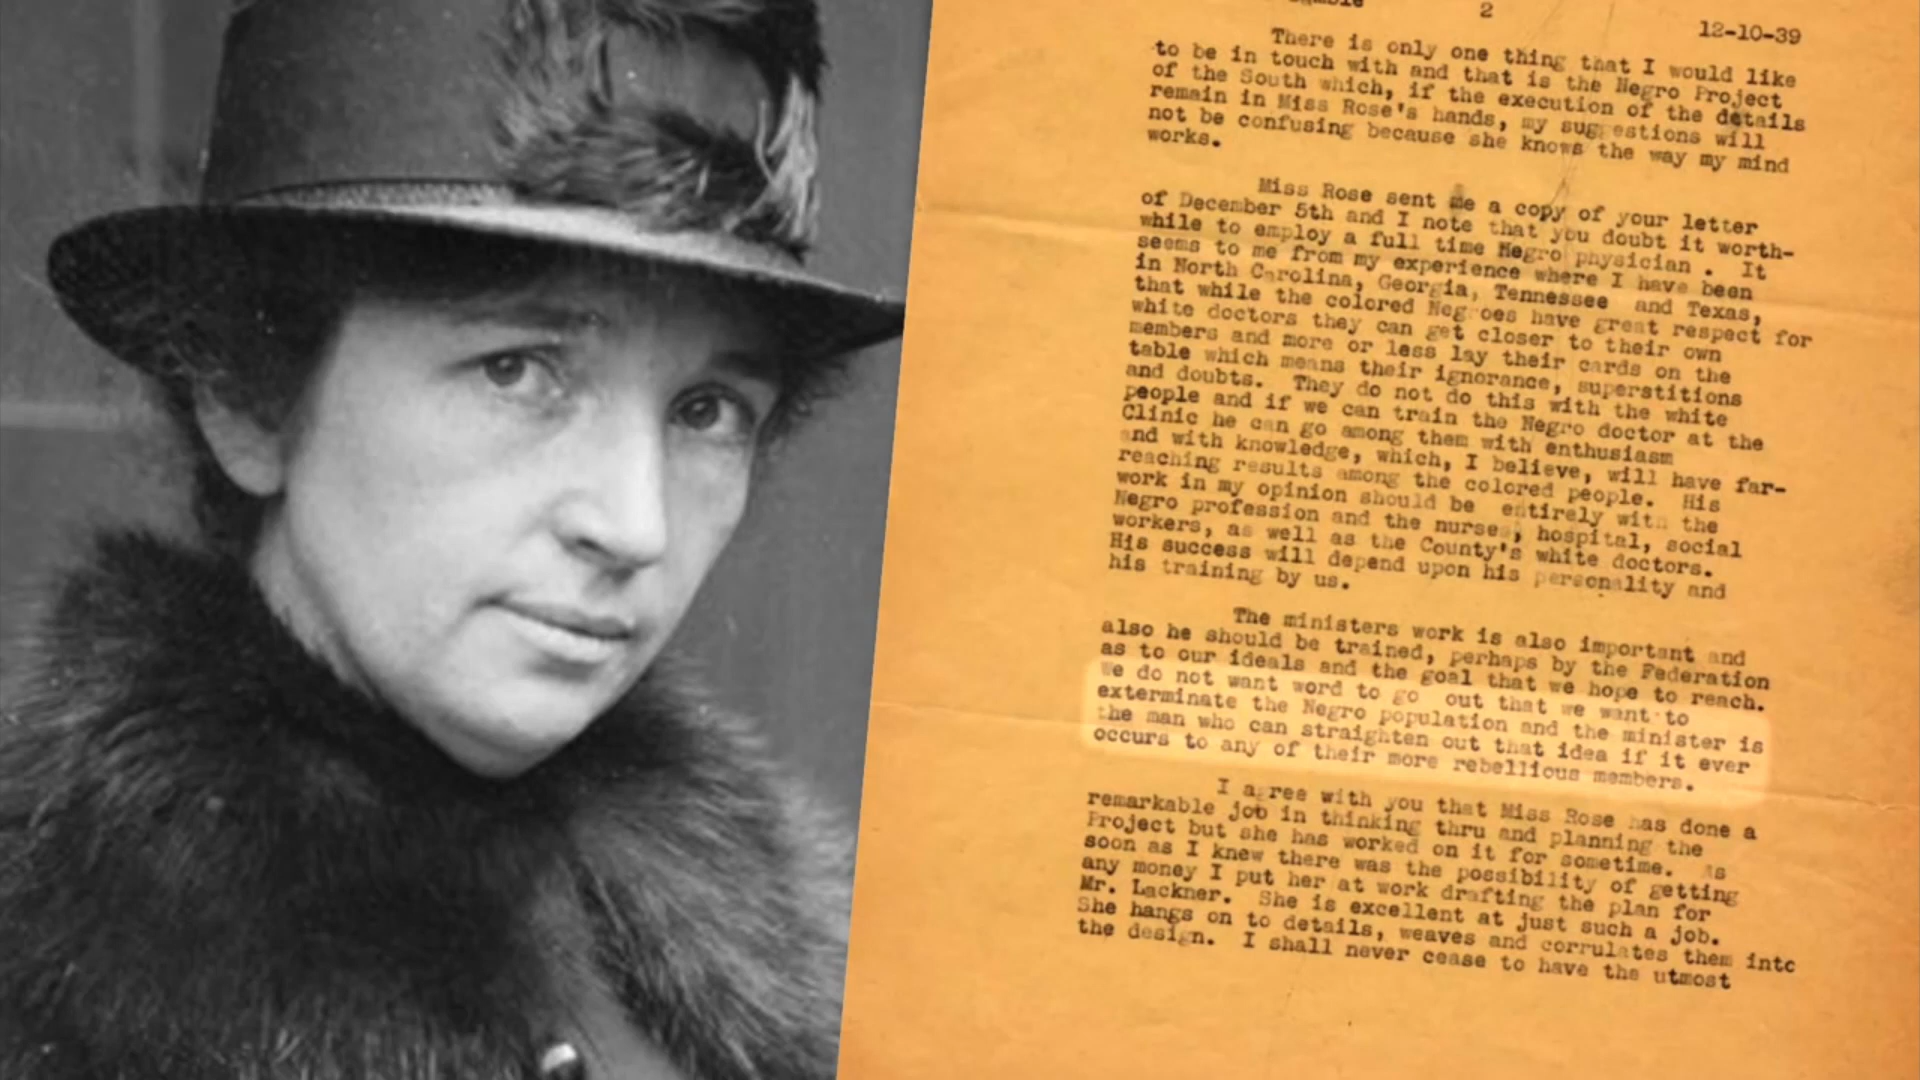 2
12-10-39
There is only one thing that I would like
to be in touch with and that is the Negro Project
of the South which, if the execution of the details
remain in Miss Rose's hands, my suggestions will
not be confusing because she knows the way my mind
works.
Miss Rose sent me a copy of your letter
of December 5th and I note that you doubt it worth-
while to employ a full time Negro physician. It
seems to me from my experience where I have been
in North Carolina, Georgia, Tennessee and Texas,
that while the colored Negroes have great respect for
white doctors they can get closer to their own
members and more or less lay their cards on the
table which means their ignorance, superstitions
and doubts. They do not do this with the white
people and if we can train the Negro doctor at the
Clinic he can go among them with enthusiasm
and with knowledge, which, I believe, will have far-
reaching results among the colored people. His
work in my opinion should be entirely with the
Negro profession and the nurses, hospital, social
workers, as well as the County's white doctors.
His success will depend upon his personality and
his training by us.
The ministers work is also important and
also he should be trained, perhaps by the Federation
as to our ideals and the goal that we hope to reach.
We do not want word to go out that we want to
exterminate the Negro population and the minister is
the man who can straighten out that idea if it ever
occurs to any of their more rebellious members.
I agree with you that Miss Rose has done a
remarkable job in thinking thru and planning the
Project but she has worked on it for sometime. As
soon as I knew there was the possibility of getting
any money I put her at work drafting the plan for
Mr. Lackner. She is excellent at just such a job.
She hangs on to details, weaves and corrulates them into
the design. I shall never cease to have the utmost